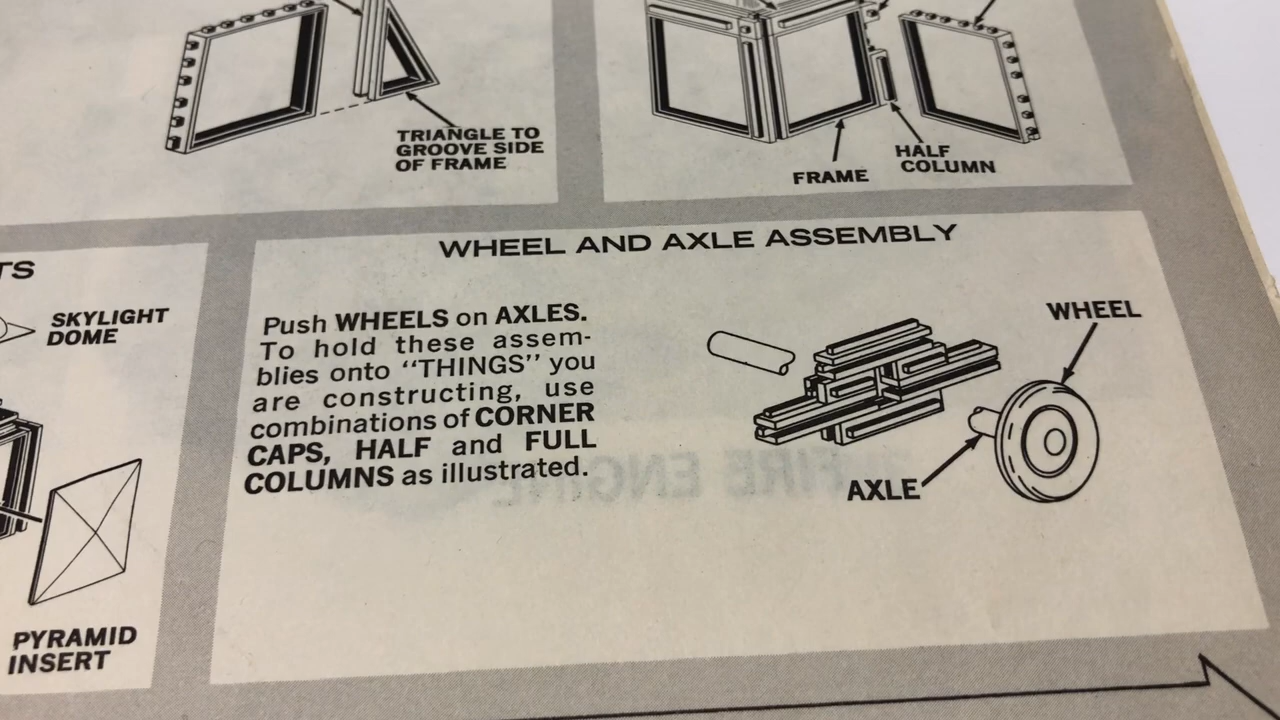 TRIANGLE TO
GROOVE SIDE
OF FRAME
FRAME
HALF
COLUMN
TS
SKYLIGHT
DOME
PYRAMID
INSERT
WHEEL AND AXLE ASSEMBLY
Push WHEELS on AXLES.
To hold these assem-
blies onto "THINGS" you
are constructing, use
combinations of CORNER
CAPS, HALF and FULL
COLUMNS as illustrated.
WHEEL
AXLE
FIRE ENGINE